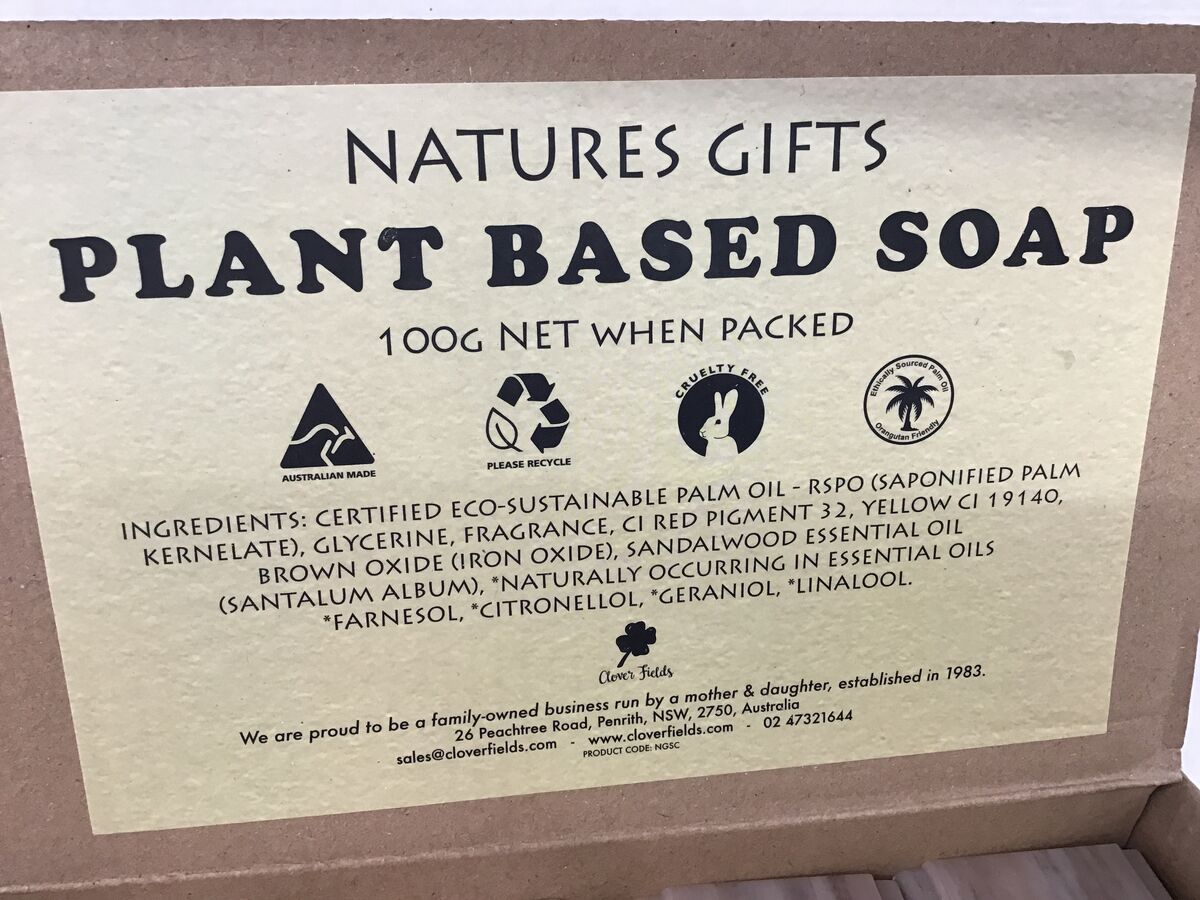 NATURES GIFTS
PLANT BASED SOAP
100G NET WHEN PACKED
AUSTRALIAN MADE
PLEASE RECYCLE
CRUELTY FREE
Ethically Sourced Palm Oil
Orangutan Friendly
INGREDIENTS: CERTIFIED ECO-SUSTAINABLE PALM OIL - RSPO (SAPONIFIED PALM
KERNELATE), GLYCERINE, FRAGRANCE, CI RED PIGMENT 32, YELLOW CI 19140,
BROWN OXIDE (IRON OXIDE), SANDALWOOD ESSENTIAL OIL
(SANTALUM ALBUM), *NATURALLY OCCURRING IN ESSENTIAL OILS
*FARNESOL, *CITRONELLOL, *GERANIOL, *LINALOOL.
Clover Fields
We are proud to be a family-owned business run by a mother & daughter, established in 1983.
26 Peachtree Road, Penrith, NSW, 2750, Australia
sales@cloverfields.com - www.cloverfields.com - 02 47321644
PRODUCT CODE: NGSC